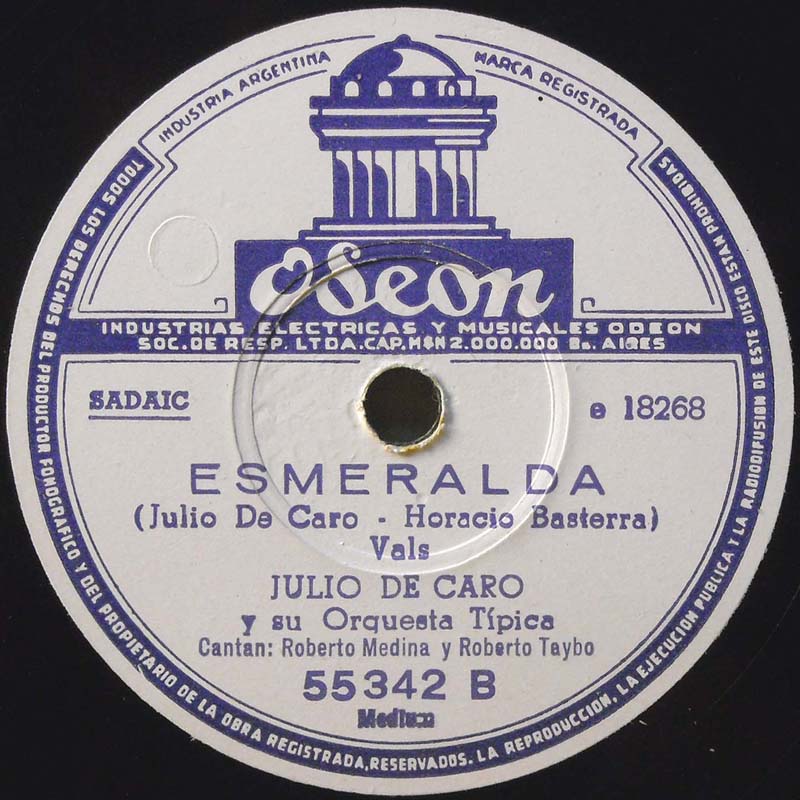 INDUSTRIA ARGENTINA
MARCA REGISTRADA
Odeon
INDUSTRIAS ELECTRICAS Y MUSICALES ODEON
SOC. DE RESP. LTDA. CAP. M$N 2.000.000 Bs. AIRES
SADAIC
e 18268
ESMERALDA
(Julio De Caro - Horacio Basterra)
Vals
JULIO DE CARO
y su Orquesta Típica
Cantan: Roberto Medina y Roberto Taybo
55342 B
Medium
TODOS LOS DERECHOS DEL PRODUCTOR FONOGRAFICO Y DEL PROPIETARIO DE LA OBRA REGISTRADA, RESERVADOS. LA REPRODUCCION, LA EJECUCION PUBLICA Y LA RADIODIFUSION DE ESTE DISCO ESTAN PROHIBIDAS